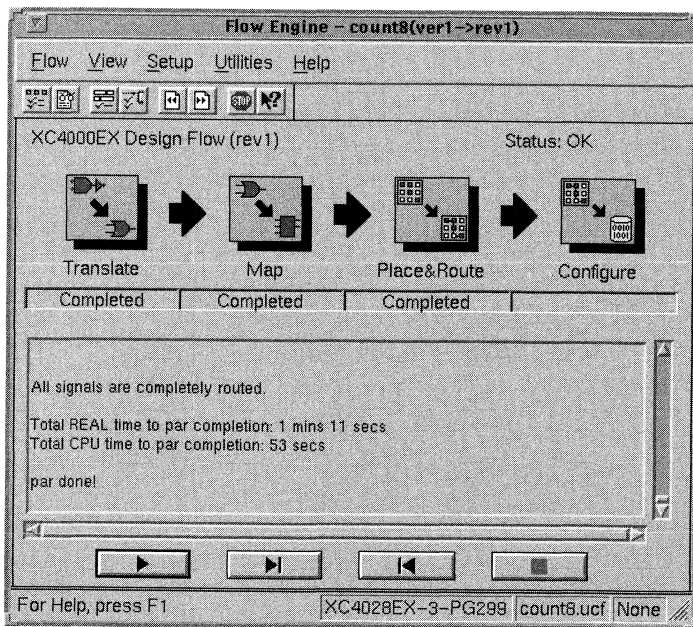 Flow Engine - count8(ver1->rev1)
Flow View Setup Utilities Help
STOP ?
XC4000EX Design Flow (rev1) Status: OK
0010
1001
Translate Map Place&Route Configure
Completed Completed Completed
All signals are completely routed.
Total REAL time to par completion: 1 mins 11 secs
Total CPU time to par completion: 53 secs
par done!
For Help, press F1 XC4028EX-3-PG299 count8.ucf None